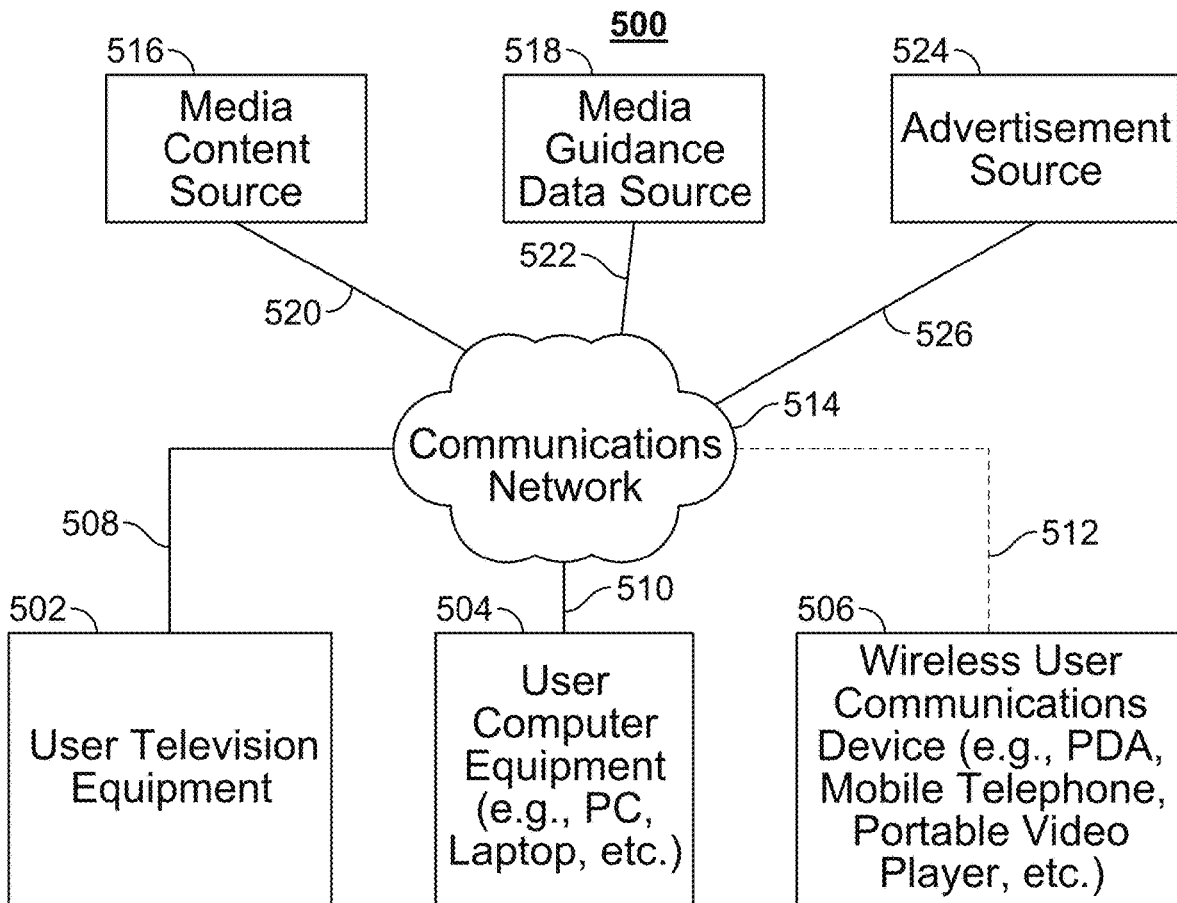 500
516
518
524
Media
Content
Source
Media
Guidance
Data Source
Advertisement
Source
520
522
526
514
Communications
Network
508
510
512
502
504
506
User Television
Equipment
User
Computer
Equipment
(e.g., PC,
Laptop, etc.)
Wireless User
Communications
Device (e.g., PDA,
Mobile Telephone,
Portable Video
Player, etc.)